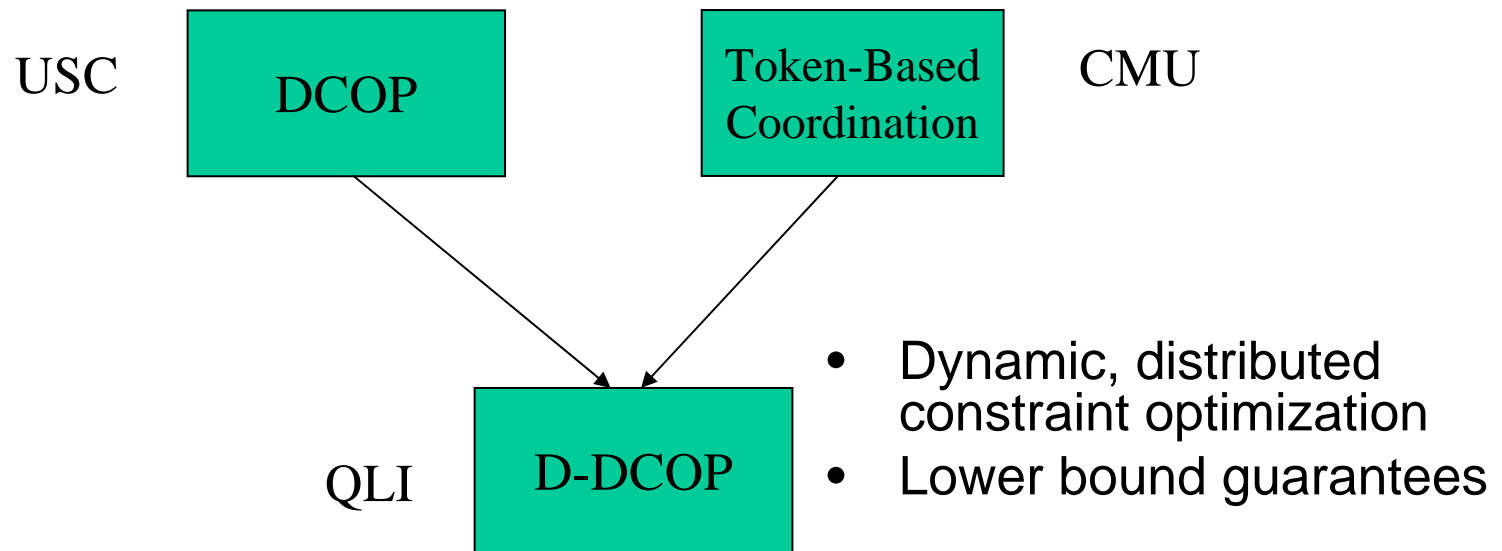 USC
DCOP
Token-Based
Coordination
CMU
QLI
D-DCOP
• Dynamic, distributed
constraint optimization
• Lower bound guarantees